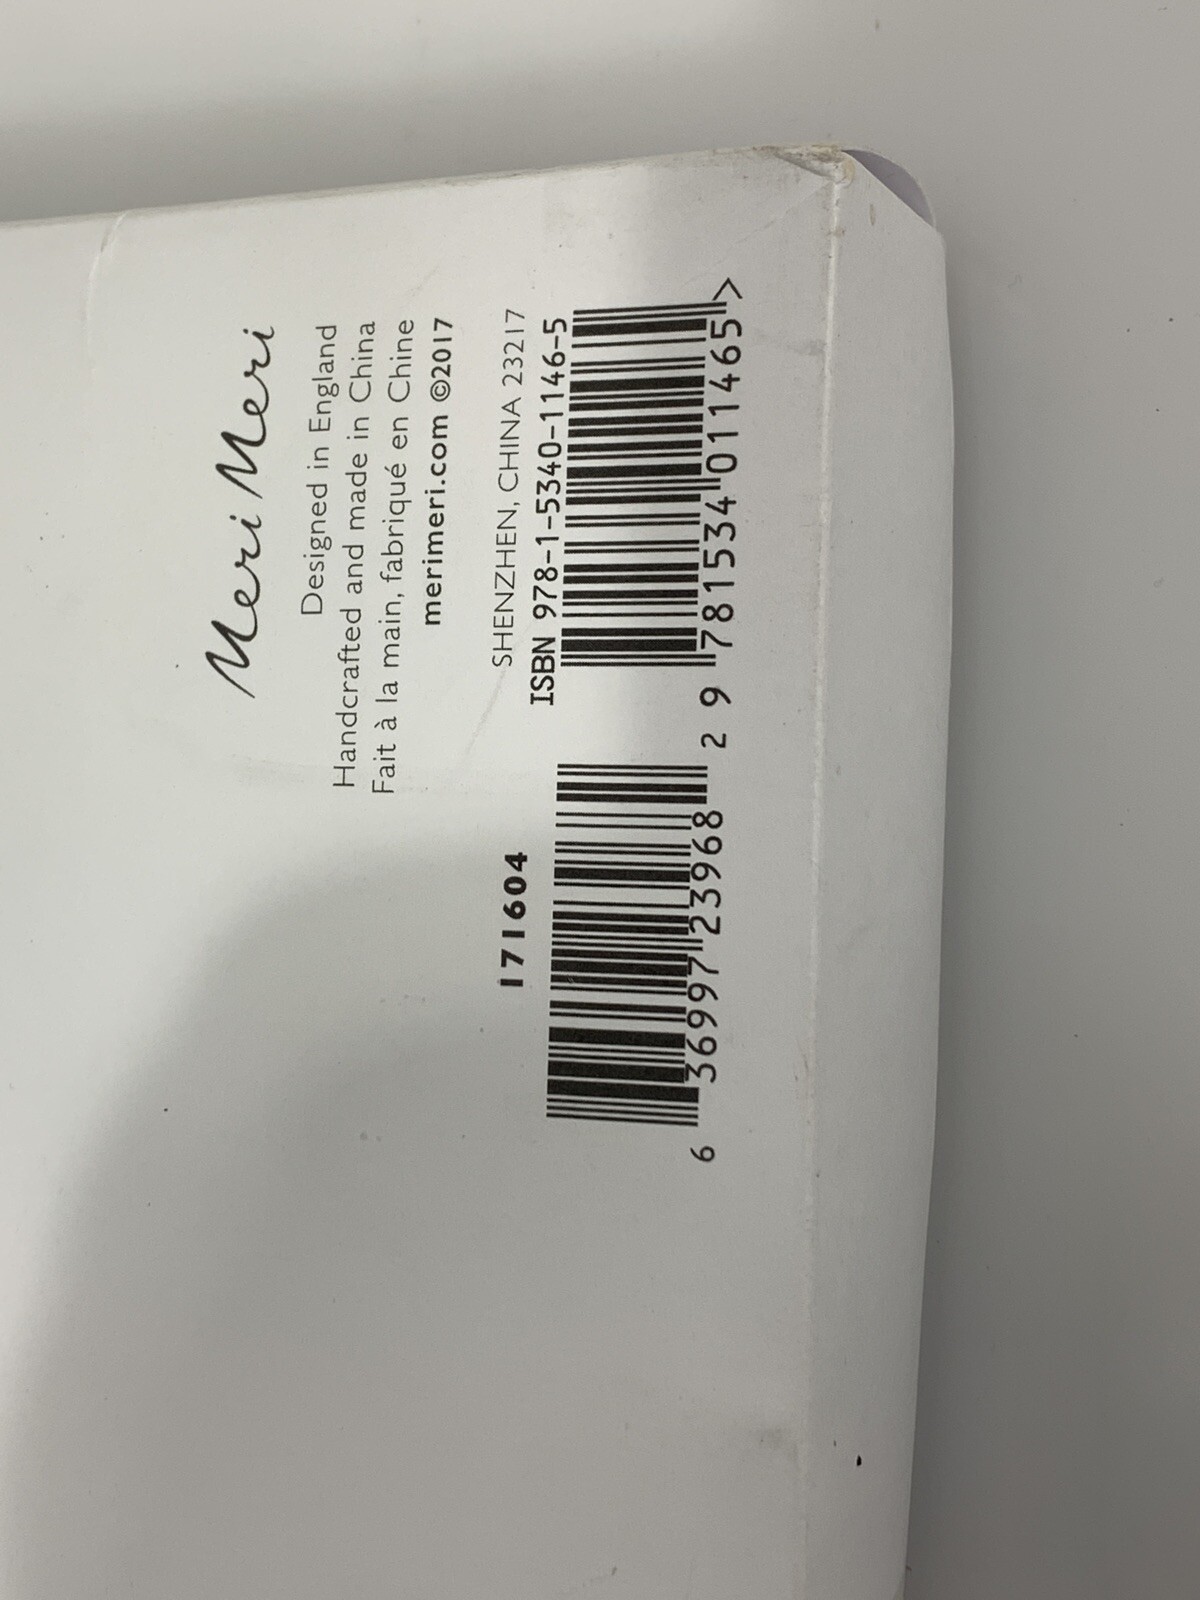 Meri Meri
Designed in England
Handcrafted and made in China
Fait à la main, fabriqué en Chine
merimeri.com ©2017
SHENZHEN, CHINA 23217
ISBN 978-1-5340-1146-5
9 781534 011465 >
171604
6 36997 23968 2